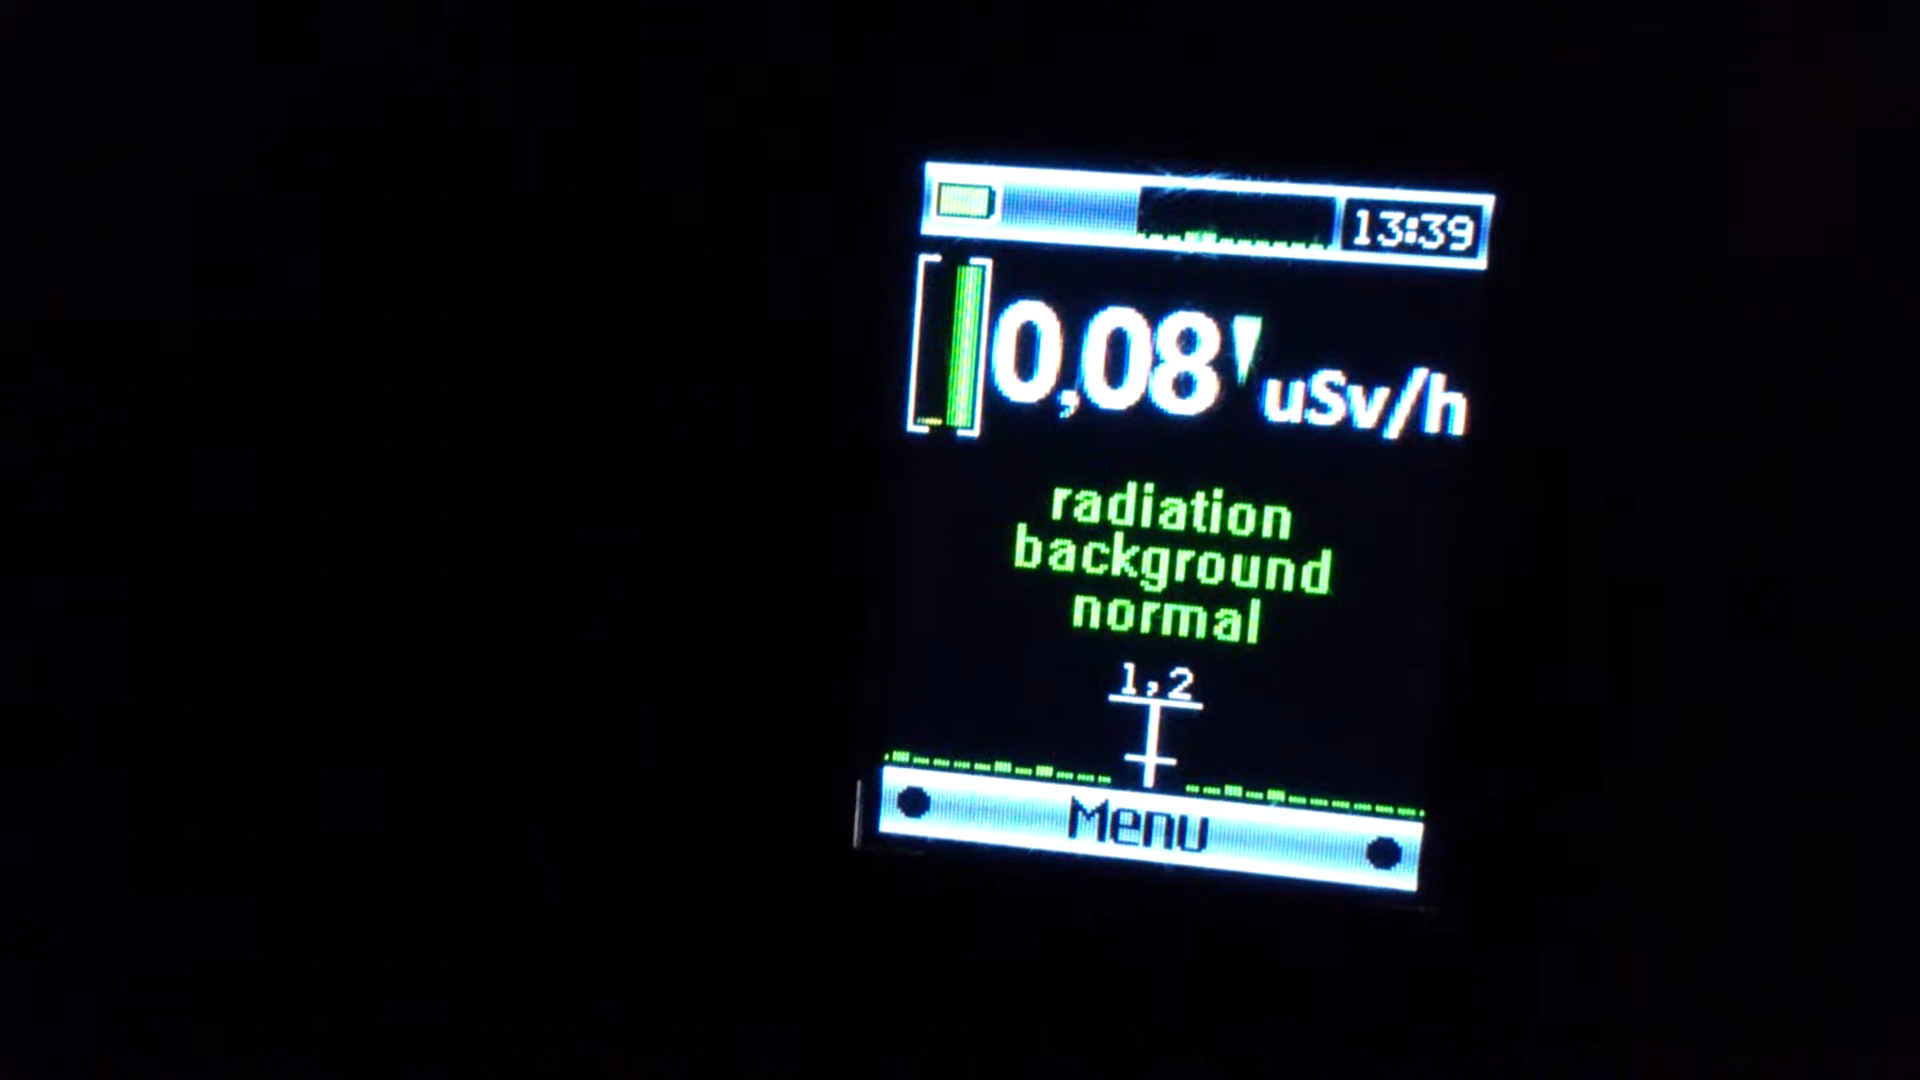 13:39
0,08 uSv/h
radiation
background
normal
1,2
Menu